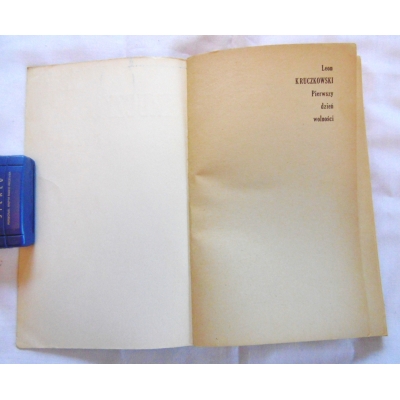 Leon
KRUCZKOWSKI
Pierwszy
dzień
wolności